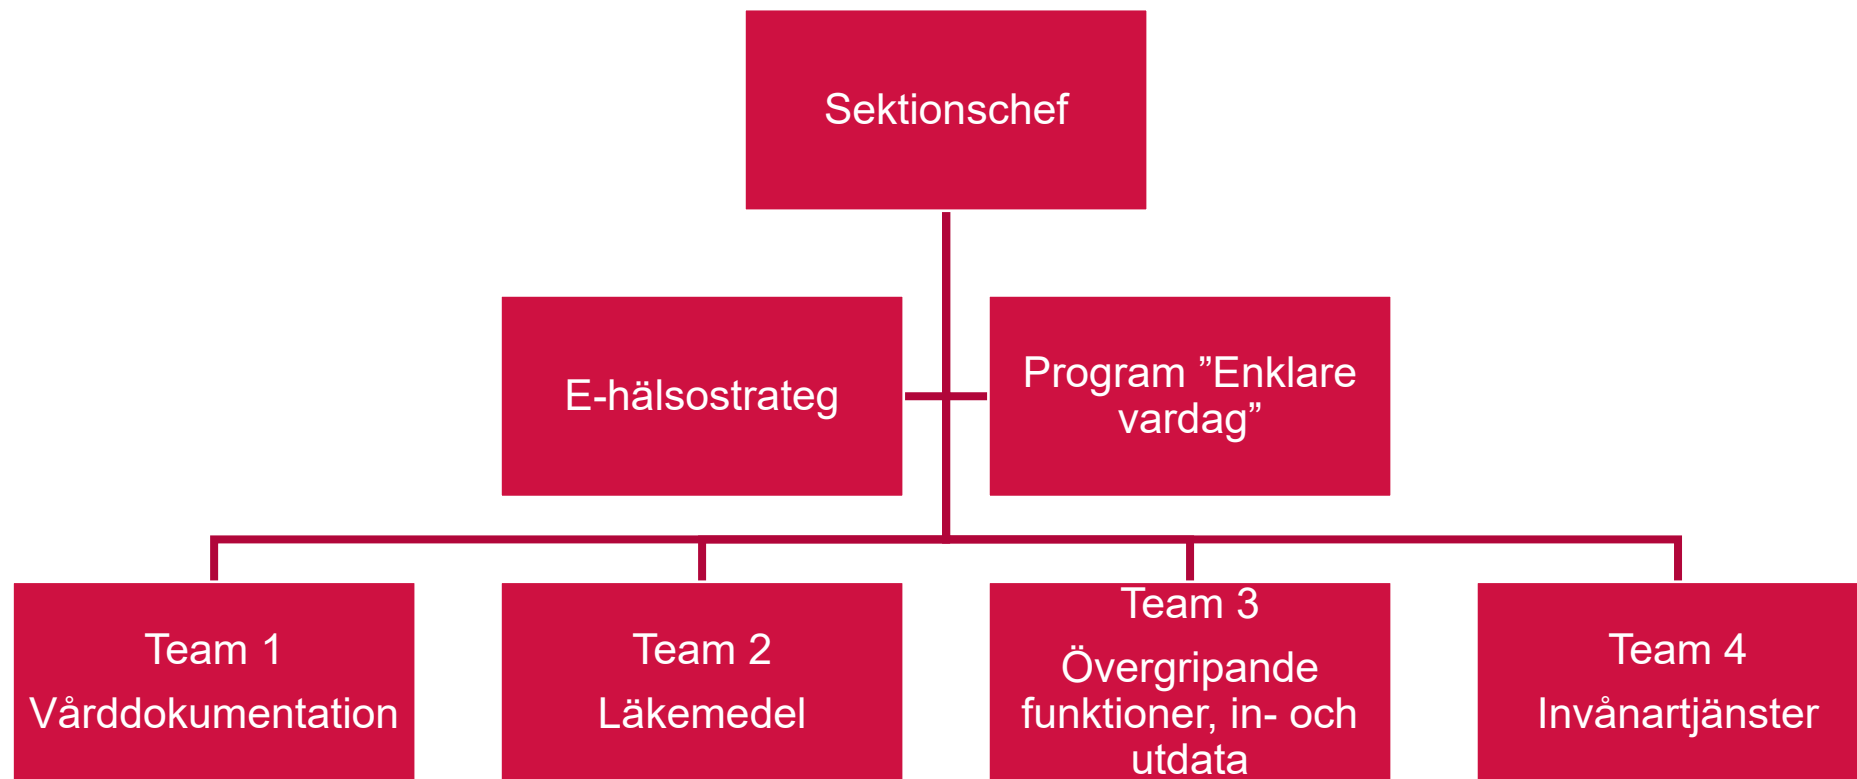 Sektionschef
E-hälsostrateg
Program ”Enklare
vardag”
Team 1
Vårddokumentation
Team 2
Läkemedel
Team 3
Övergripande
funktioner, in- och
utdata
Team 4
Invånartjänster